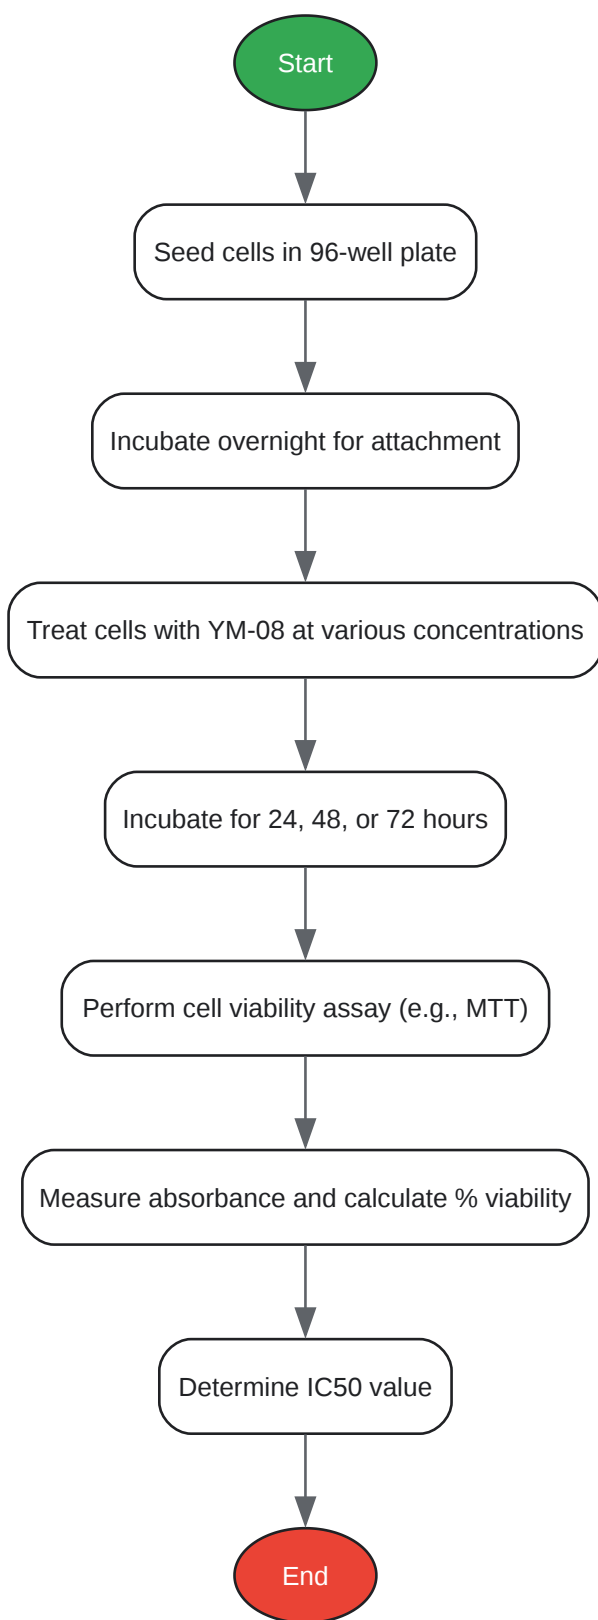 Start
Seed cells in 96-well plate
Incubate overnight for attachment
Treat cells with YM-08 at various concentrations
Incubate for 24, 48, or 72 hours
Perform cell viability assay (e.g., MTT)
Measure absorbance and calculate % viability
Determine IC50 value
End